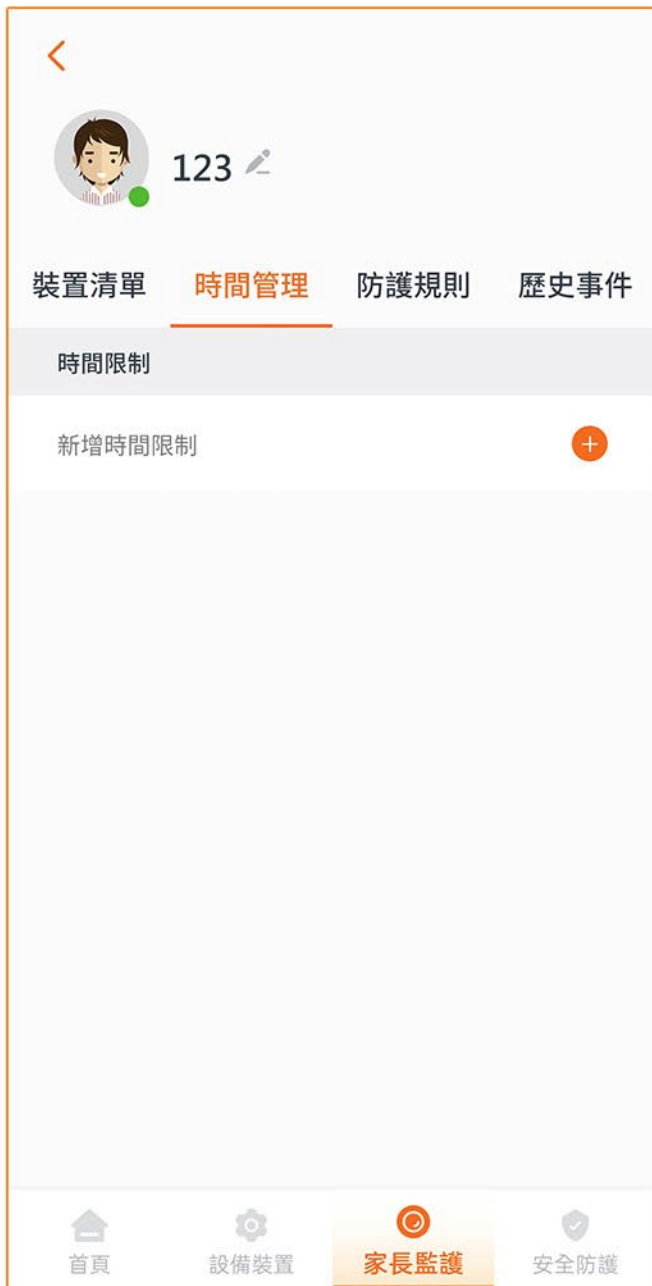 123
裝置清單 時間管理 防護規則 歷史事件
時間限制
新增時間限制
首頁 設備裝置 家長監護 安全防護